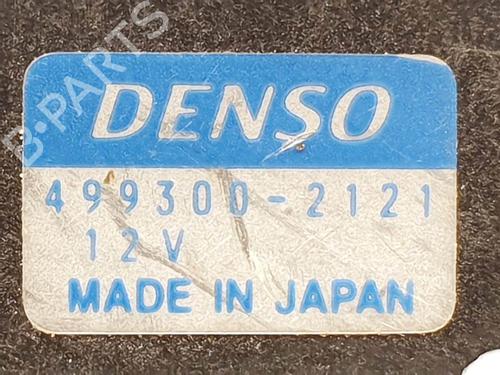 B-PARTS
DENSO
499300-2121
12V
MADE IN JAPAN